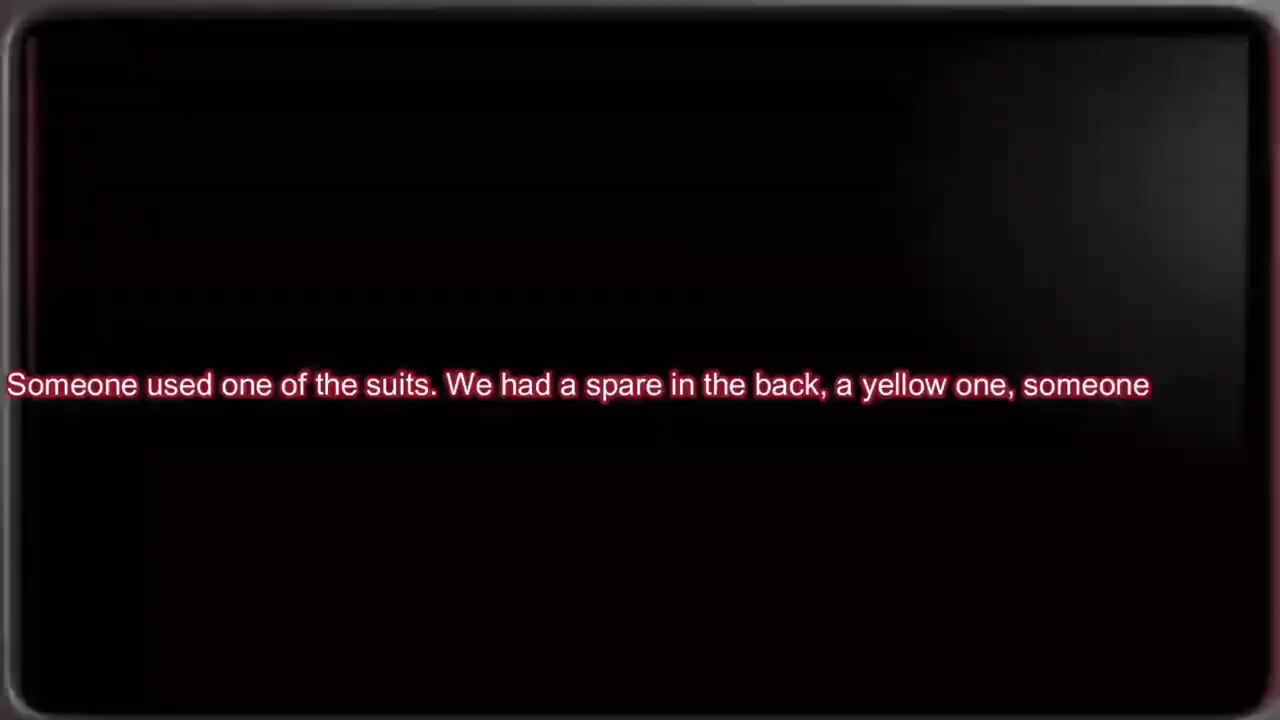 Someone used one of the suits. We had a spare in the back, a yellow one, someone